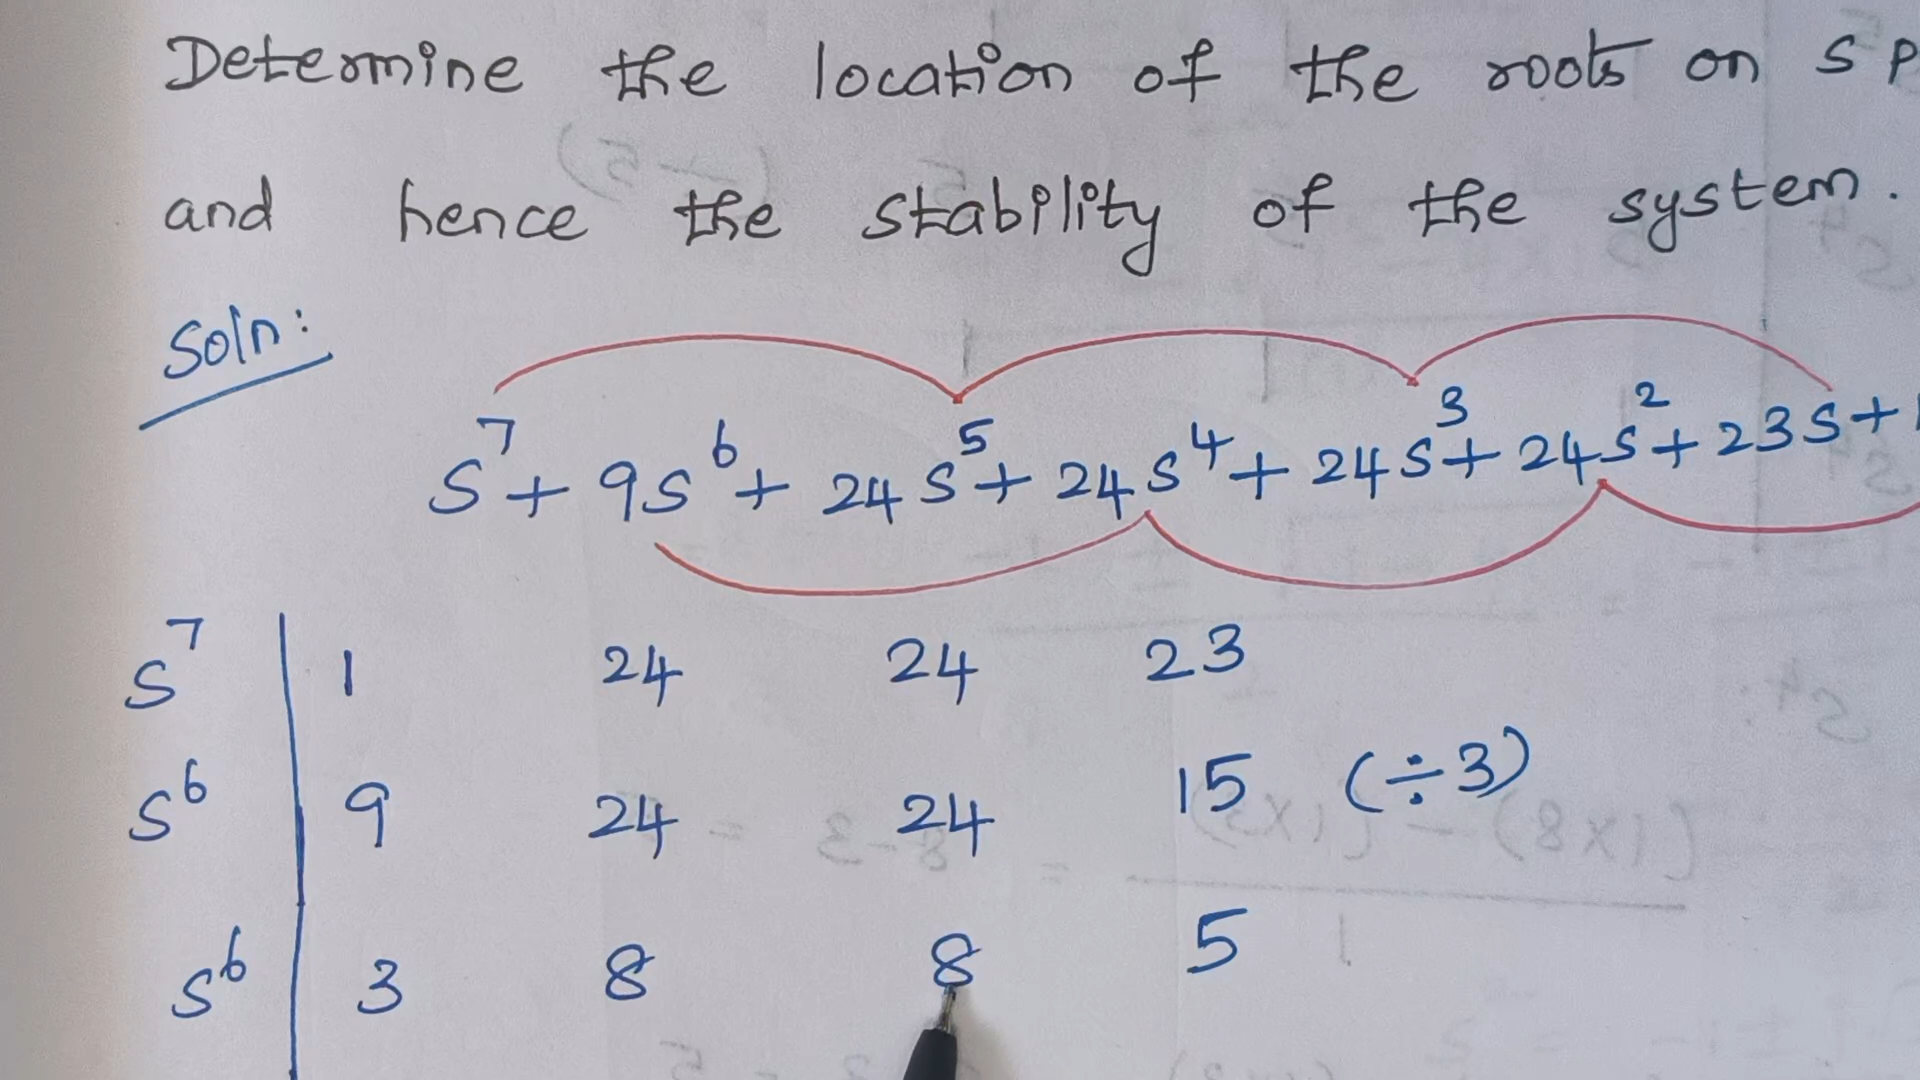 Determine the location of the roots on S P
and hence the stability of the system.
Soln:
S⁷ + 9S⁶ + 24S⁵ + 24S⁴ + 24S³ + 24S² + 23S +
S⁷ 1 24 24 23
S⁶ 9 24 24 15 (÷3)
S⁶ 3 8 8 5